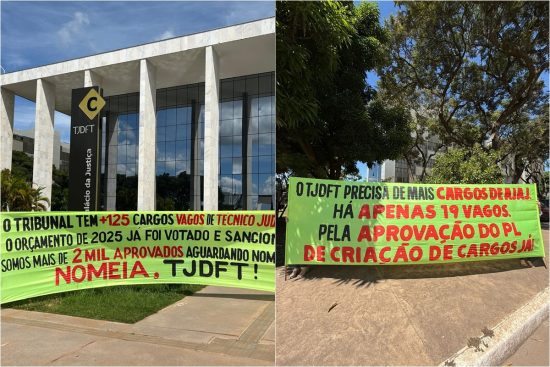 C
TJDFT
Palácio da Justiça
O TRIBUNAL TEM +125 CARGOS VAGOS DE TÉCNICO JUD
O ORÇAMENTO DE 2025 JÁ FOI VOTADO E SANCION
SOMOS MAIS DE 2 MIL APROVADOS AGUARDANDO NOM
NOMEIA, TJDFT!
O TJDFT PRECISA DE MAIS CARGOS DE AJAJ.
HÁ APENAS 19 VAGOS.
PELA APROVAÇÃO DO PL
DE CRIAÇÃO DE CARGOS JÁ!